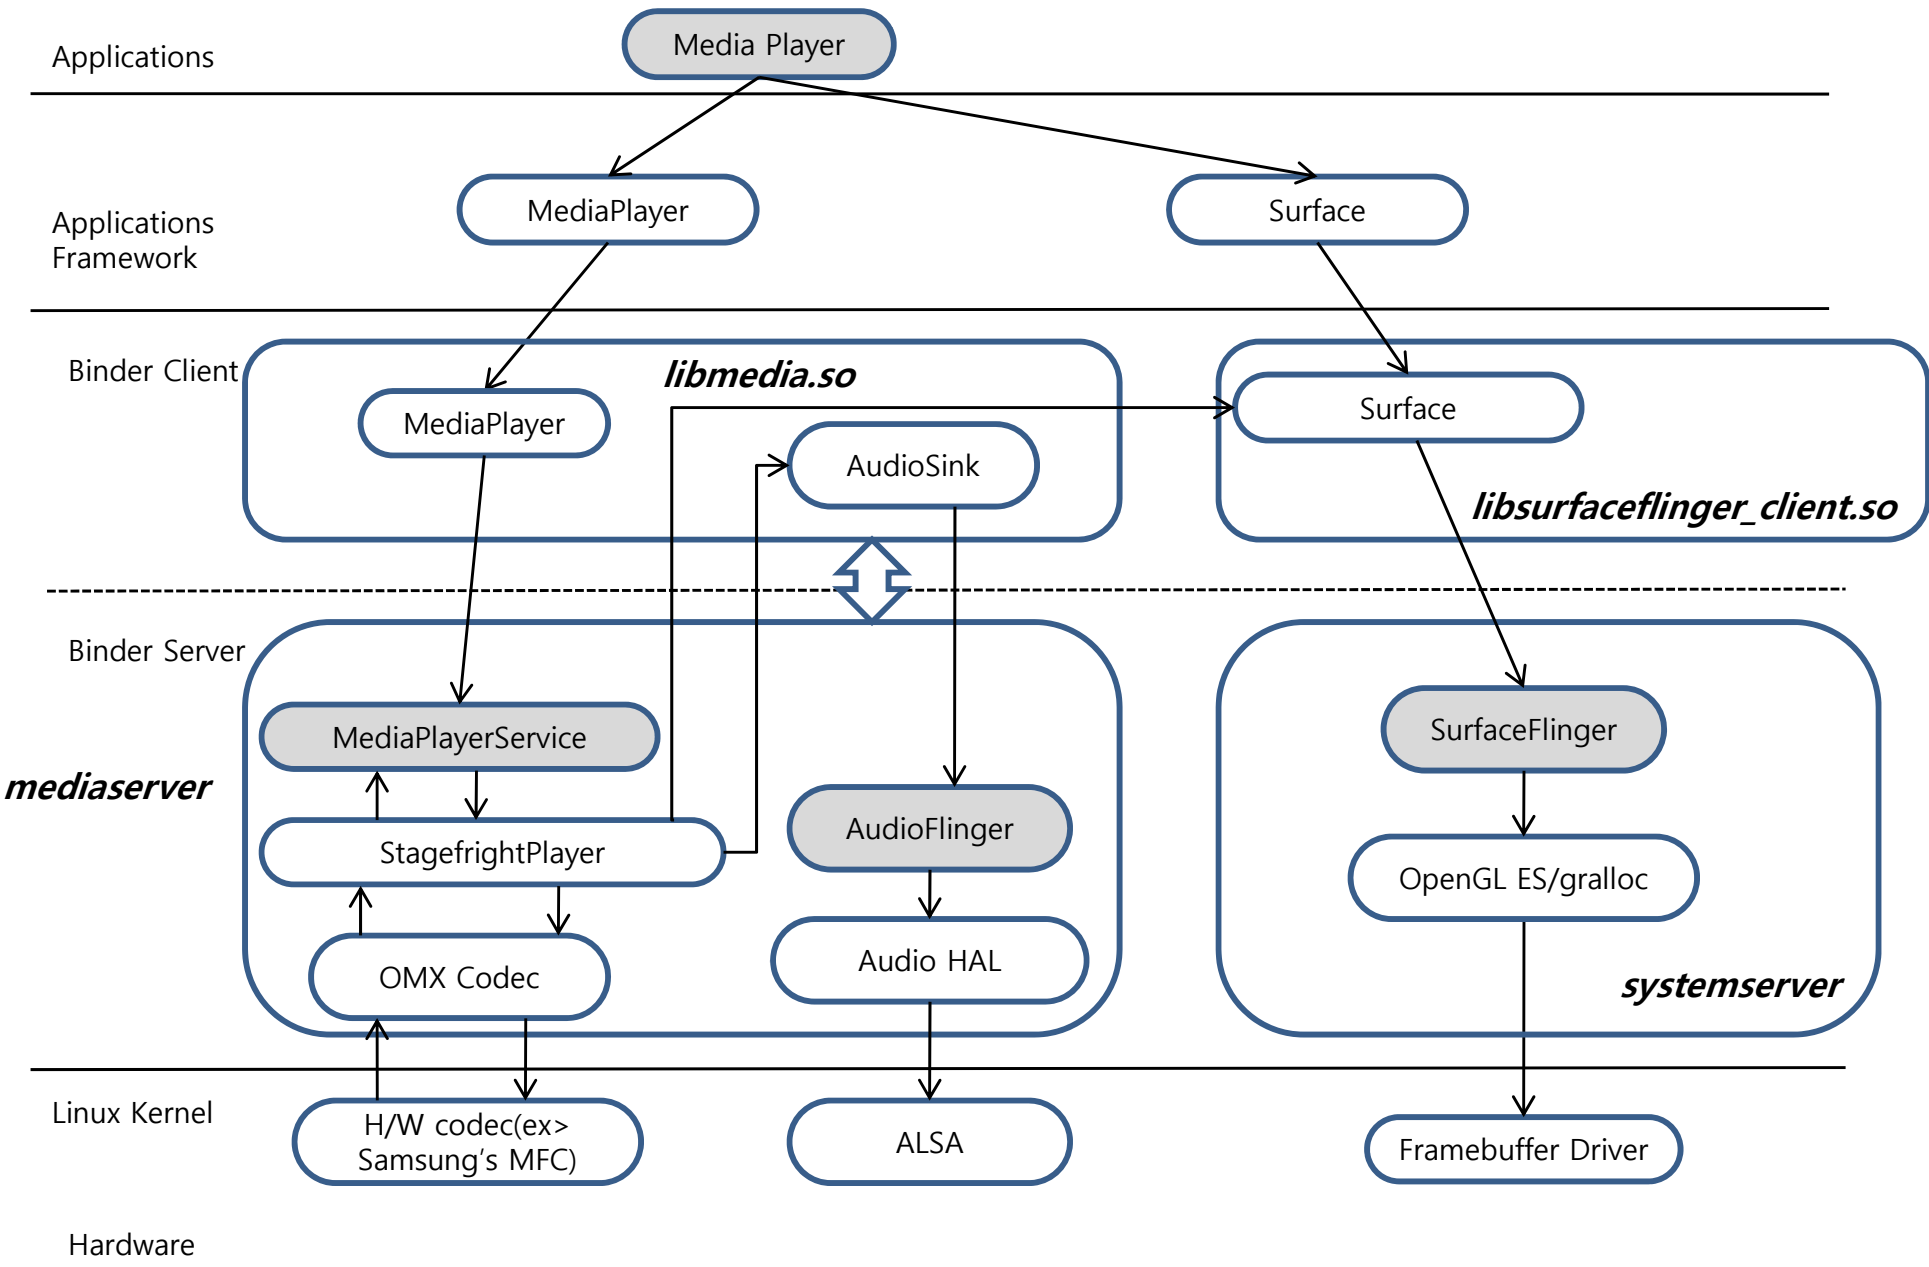 Media Player
Applications
MediaPlayer
Surface
Applications
Framework
Binder Client
libmedia.so
MediaPlayer
Surface
AudioSink
libsurfaceflinger_client.so
Binder Server
MediaPlayerService
SurfaceFlinger
mediaserver
AudioFlinger
StagefrightPlayer
OpenGL ES/gralloc
Audio HAL
OMX Codec
systemserver
Linux Kernel
H/W codec(ex>
Samsung's MFC)
ALSA
Framebuffer Driver
Hardware